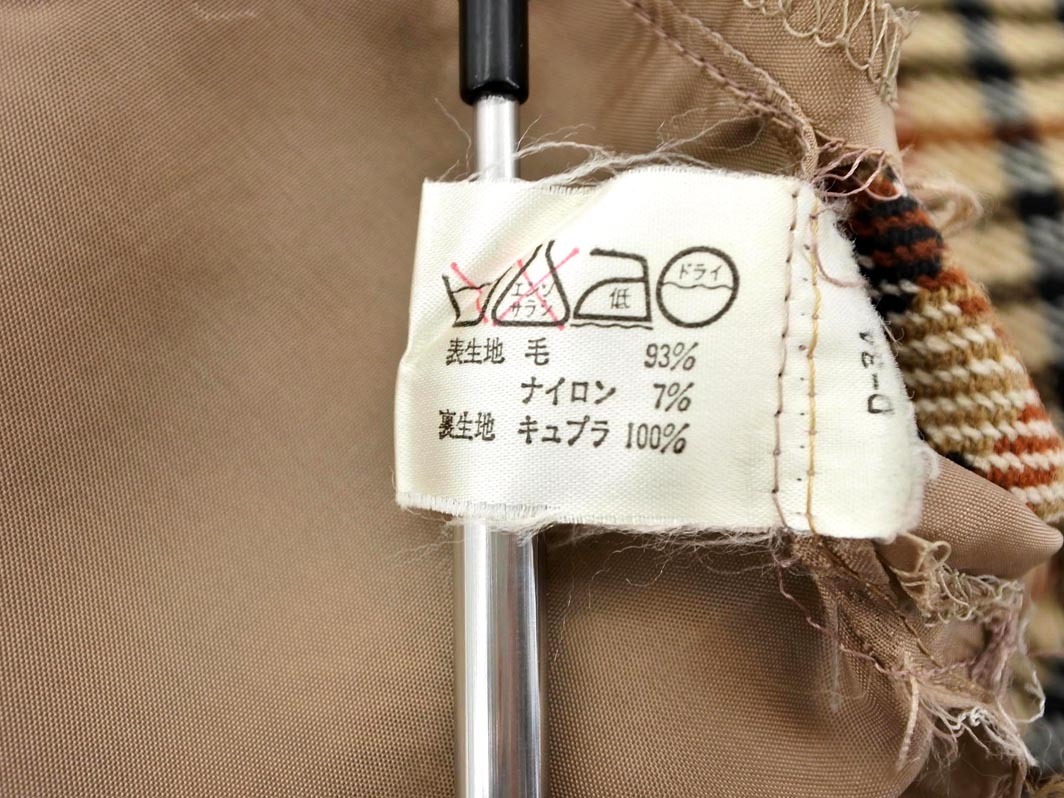 エンソ
サラシ
低
ドライ
表生地 毛 93%
ナイロン 7%
裏生地 キュプラ 100%